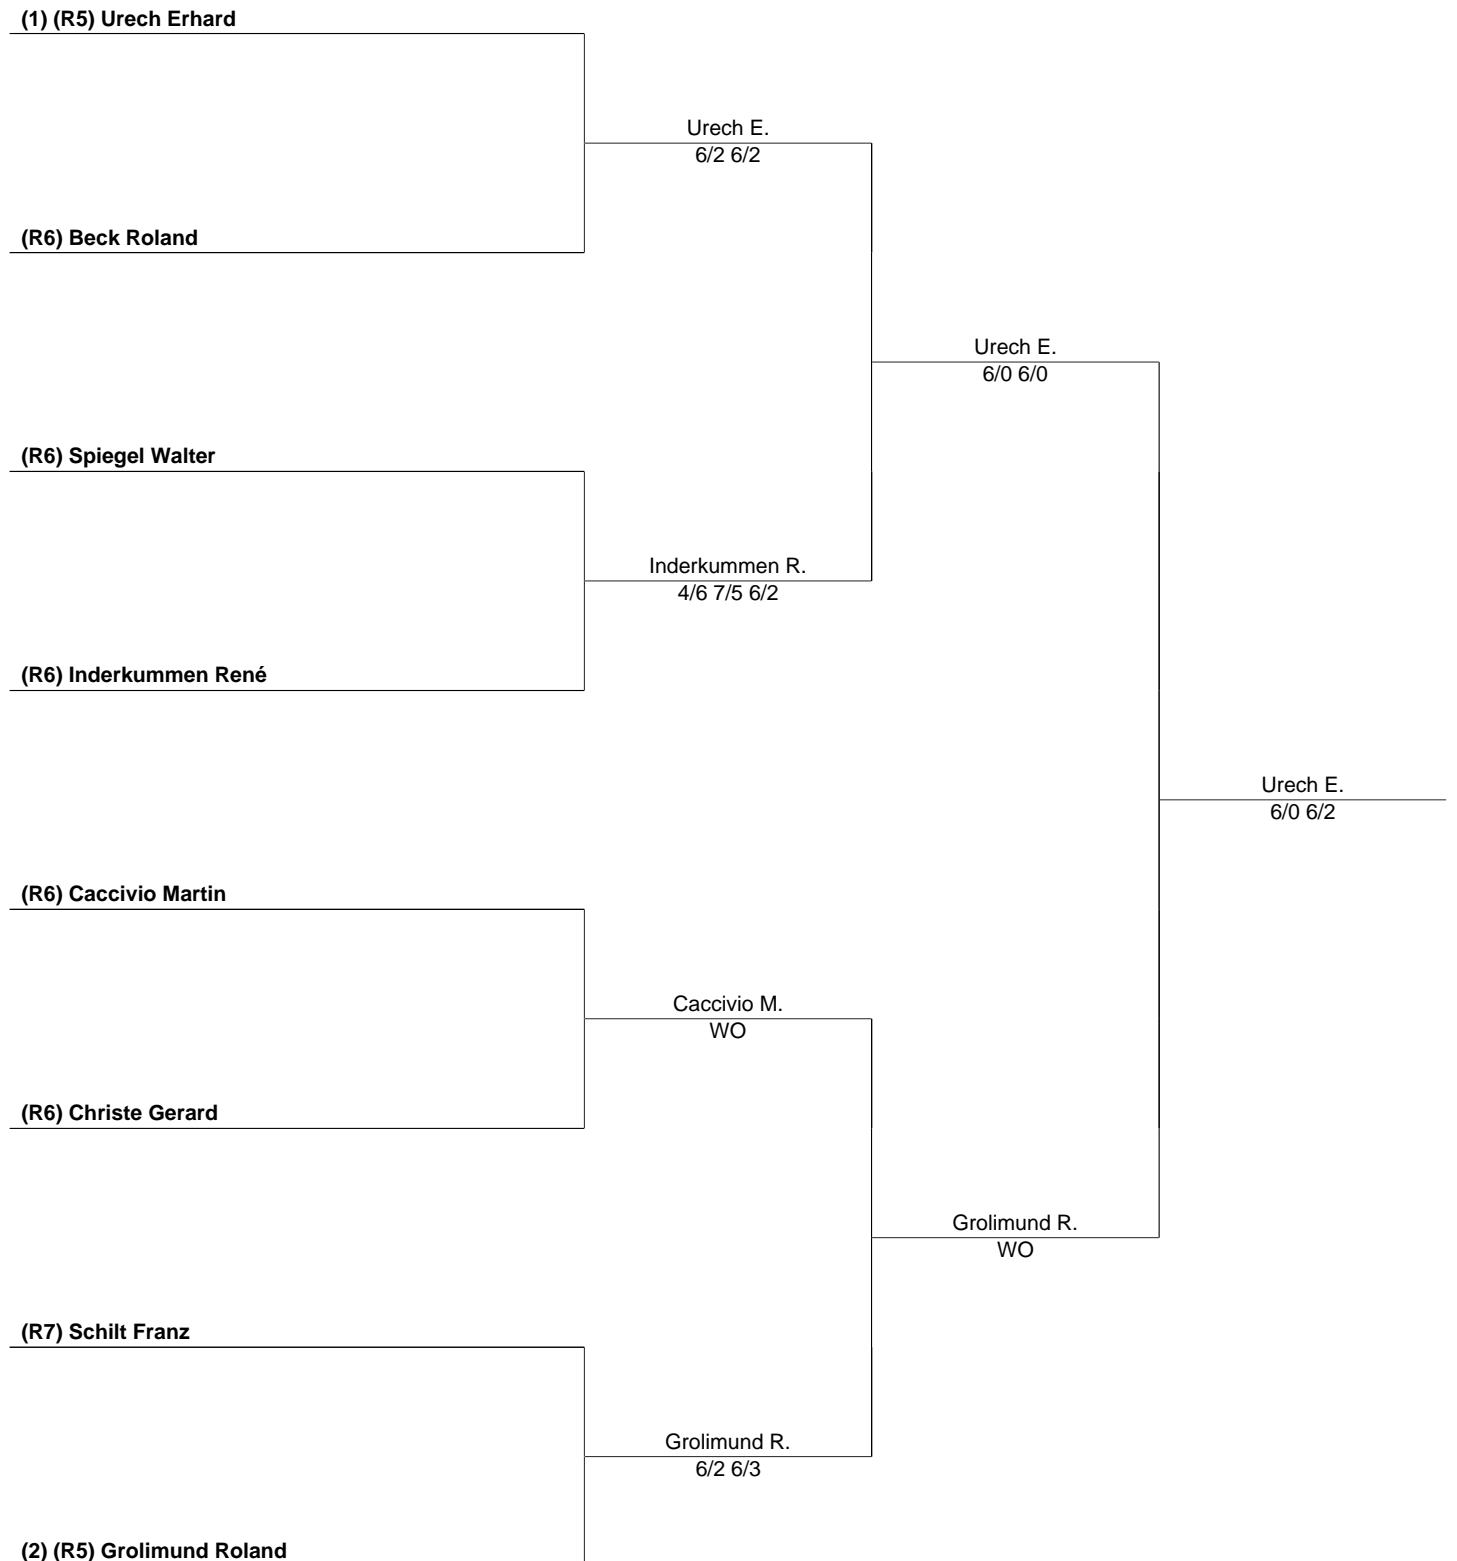 (1) (R5) Urech Erhard
Urech E.
6/2 6/2
(R6) Beck Roland
Urech E.
6/0 6/0
(R6) Spiegel Walter
Inderkummen R.
4/6 7/5 6/2
(R6) Inderkummen René
Urech E.
6/0 6/2
(R6) Caccivio Martin
Caccivio M.
WO
(R6) Christe Gerard
Grolimund R.
WO
(R7) Schilt Franz
Grolimund R.
6/2 6/3
(2) (R5) Grolimund Roland